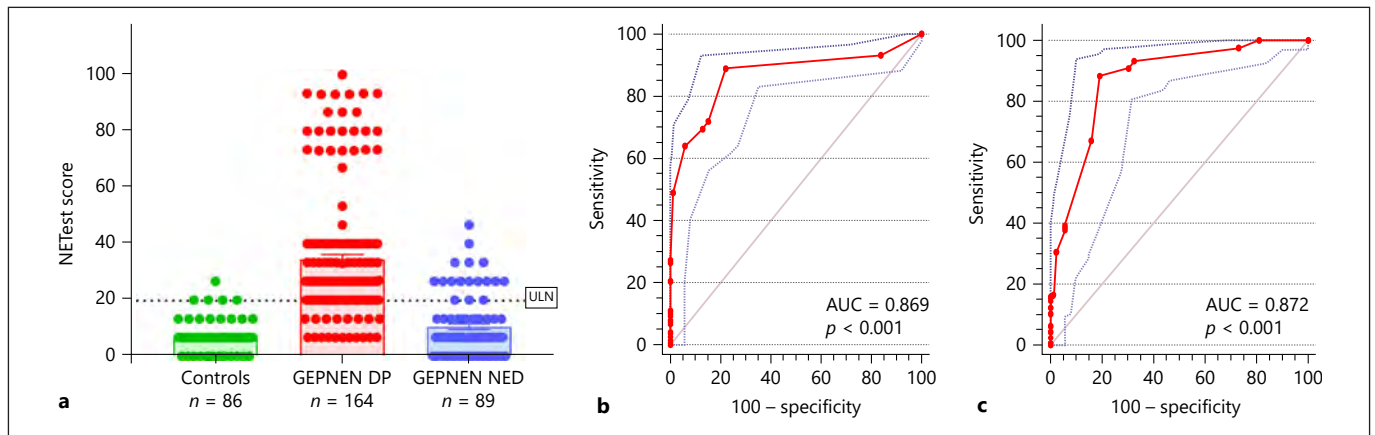 NETest score
100
80
60
40
20
0
ULN
Controls
n = 86
GEPNEN DP
n = 164
GEPNEN NED
n = 89
a
Sensitivity
100
80
60
40
20
0
AUC = 0.869
p < 0.001
0 20 40 60 80 100
100 – specificity
b
Sensitivity
100
80
60
40
20
0
AUC = 0.872
p < 0.001
0 20 40 60 80 100
100 – specificity
c